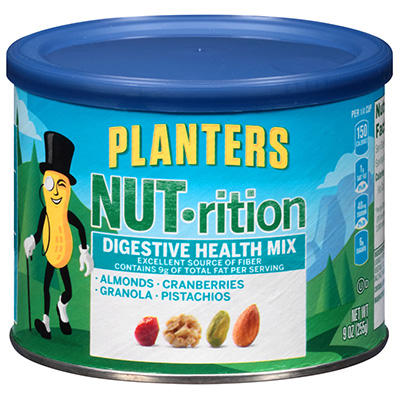 PLANTERS
NUT·rition
DIGESTIVE HEALTH MIX
EXCELLENT SOURCE OF FIBER
CONTAINS 9g OF TOTAL FAT PER SERVING
· ALMONDS · CRANBERRIES
· GRANOLA · PISTACHIOS
PER 1/4 CUP
150
CALORIES
NET WT
9 OZ (255g)